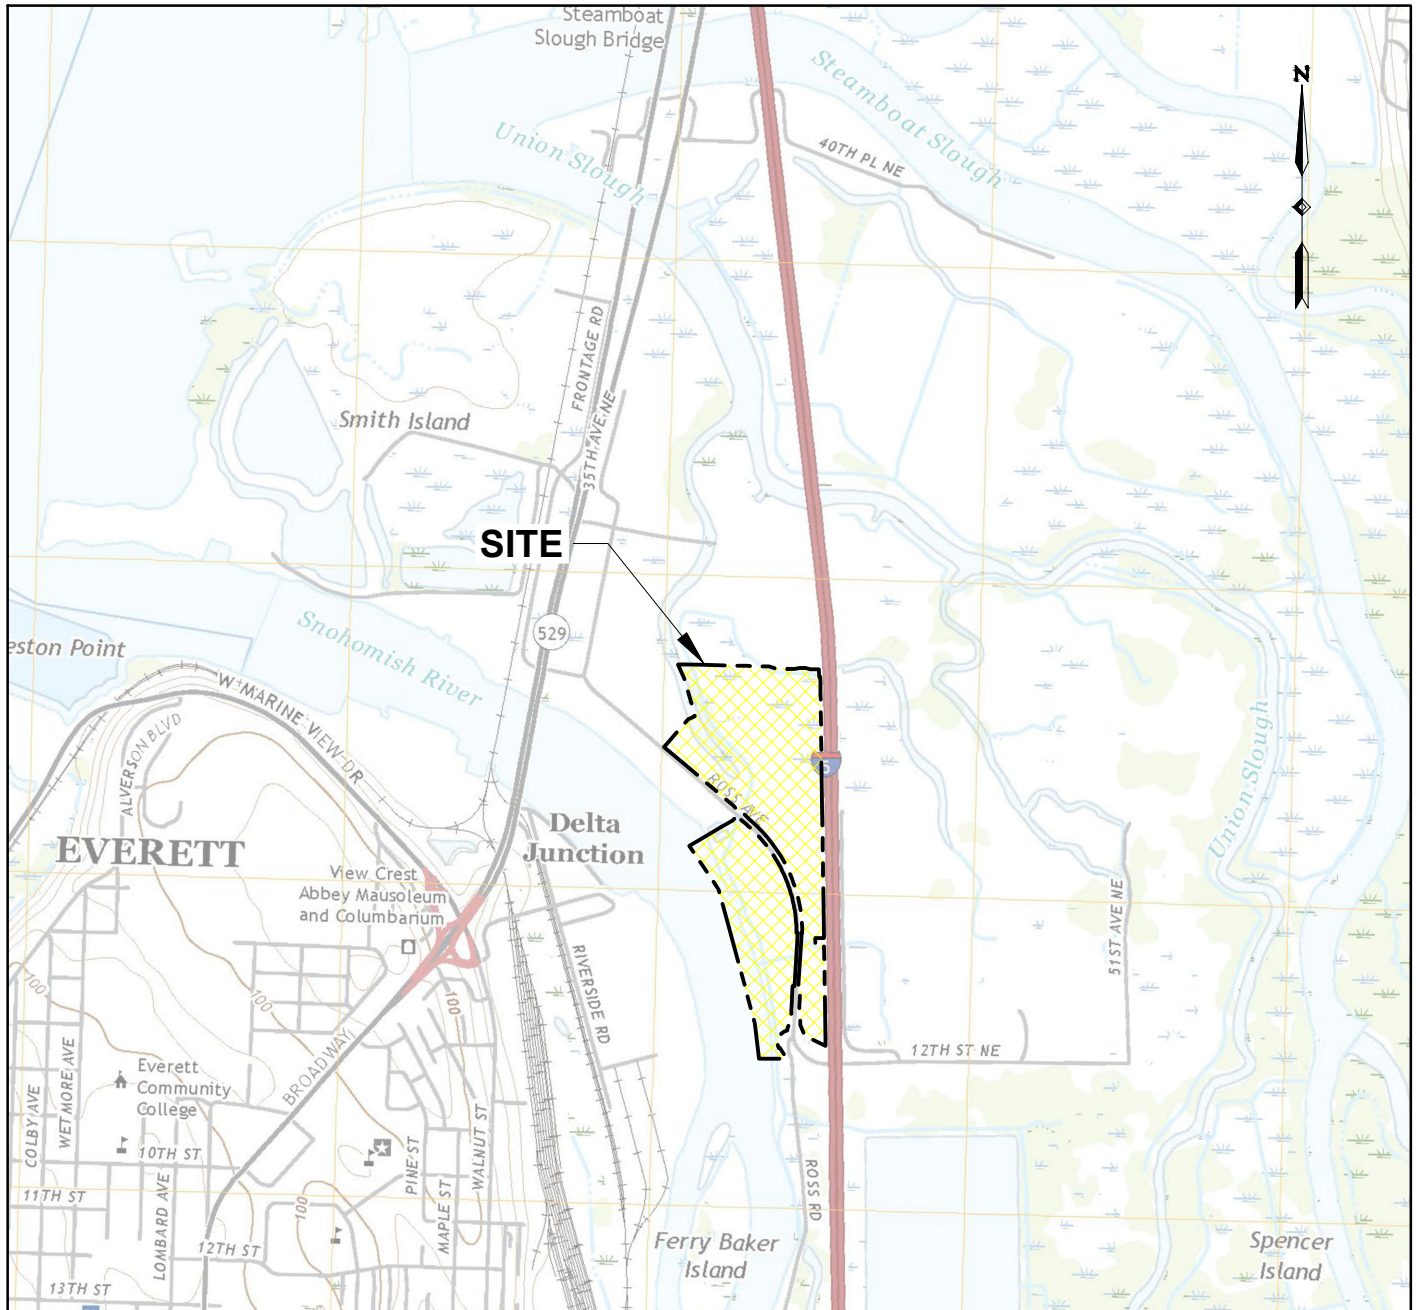 Steamboat
Slough Bridge
N
Steamboat Slough
Union Slough
40TH PL NE
FRONTAGE RD
35TH AVE NE
Smith Island
SITE
529
Snohomish River
eston Point
W MARINE VIEW DR
ALVERSON BLVD
ROSS AVE
5
Union Slough
Delta
Junction
EVERETT
View Crest
Abbey Mausoleum
and Columbarium
RIVERSIDE RD
51ST AVE NE
100
100
100
12TH ST NE
BROADWAY
Everett
Community
College
COLBY AVE
WETMORE AVE
10TH ST
PINE ST
WALNUT ST
MAPLE ST
11TH ST
LOMBARD AVE
100
12TH ST
13TH ST
ROSS RD
Ferry Baker
Island
Spencer
Island